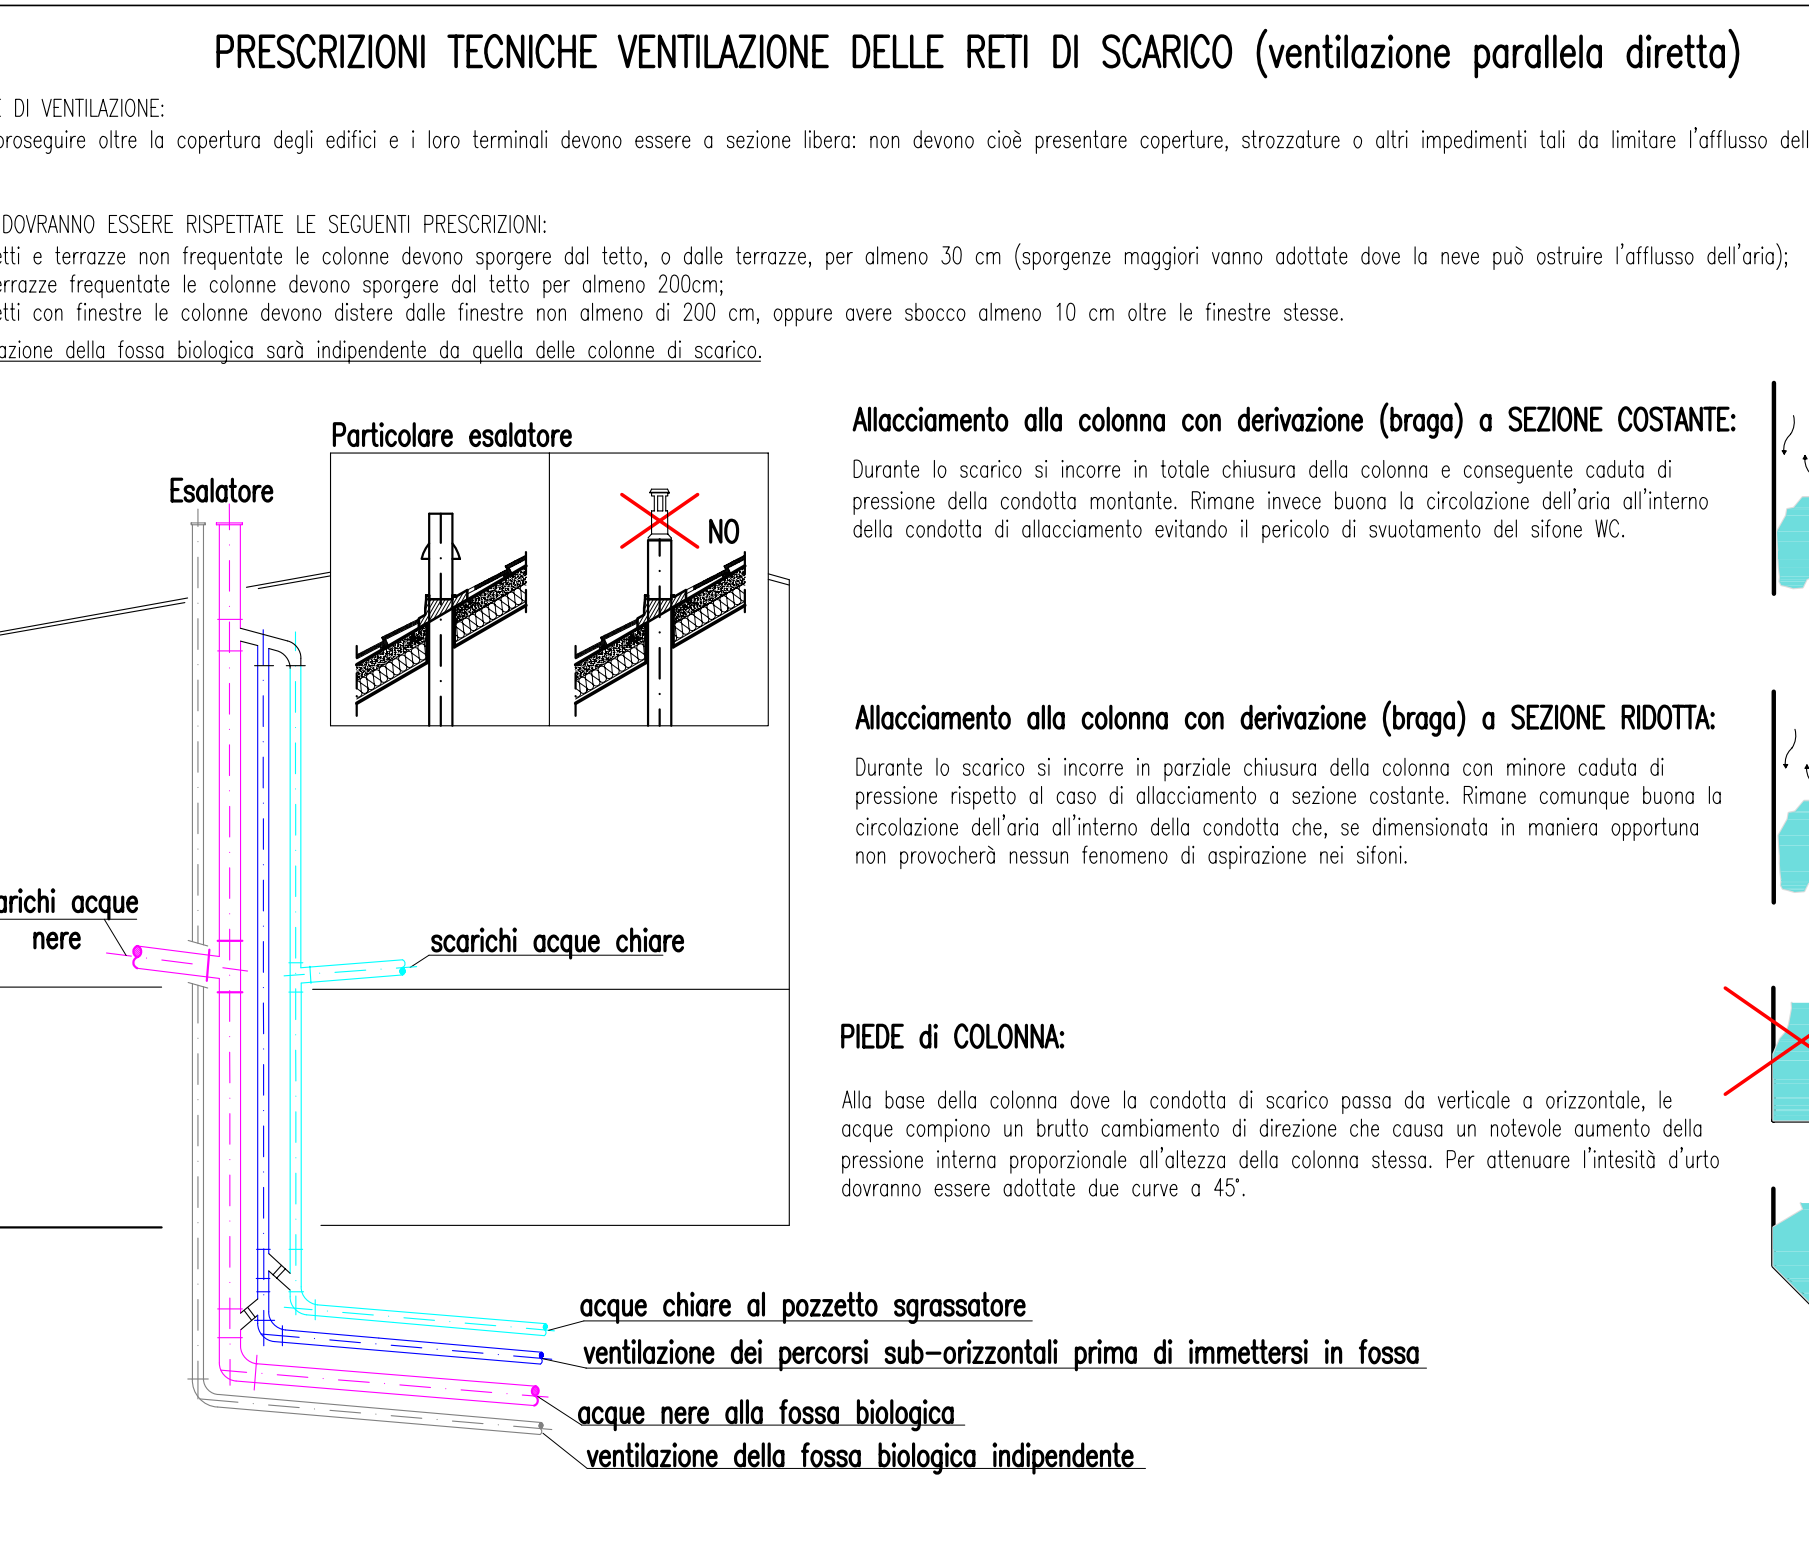 PRESCRIZIONI TECNICHE VENTILAZIONE DELLE RETI DI SCARICO (ventilazione parallela diretta)
DI VENTILAZIONE:
proseguire oltre la copertura degli edifici e i loro terminali devono essere a sezione libera: non devono cioè presentare coperture, strozzature o altri impedimenti tali da limitare l'afflusso dell
DOVRANNO ESSERE RISPETTATE LE SEGUENTI PRESCRIZIONI:
etti e terrazze non frequentate le colonne devono sporgere dal tetto, o dalle terrazze, per almeno 30 cm (sporgenze maggiori vanno adottate dove la neve può ostruire l'afflusso dell'aria);
errazze frequentate le colonne devono sporgere dal tetto per almeno 200cm;
etti con finestre le colonne devono distere dalle finestre non almeno di 200 cm, oppure avere sbocco almeno 10 cm oltre le finestre stesse.
azione della fossa biologica sarà indipendente da quella delle colonne di scarico.
Particolare esalatore
Esalatore
NO
arichi acque
nere
scarichi acque chiare
acque chiare al pozzetto sgrassatore
ventilazione dei percorsi sub-orizzontali prima di immettersi in fossa
acque nere alla fossa biologica
ventilazione della fossa biologica indipendente
Allacciamento alla colonna con derivazione (braga) a SEZIONE COSTANTE:
Durante lo scarico si incorre in totale chiusura della colonna e conseguente caduta di
pressione della condotta montante. Rimane invece buona la circolazione dell'aria all'interno
della condotta di allacciamento evitando il pericolo di svuotamento del sifone WC.
Allacciamento alla colonna con derivazione (braga) a SEZIONE RIDOTTA:
Durante lo scarico si incorre in parziale chiusura della colonna con minore caduta di
pressione rispetto al caso di allacciamento a sezione costante. Rimane comunque buona la
circolazione dell'aria all'interno della condotta che, se dimensionata in maniera opportuna
non provocherà nessun fenomeno di aspirazione nei sifoni.
PIEDE di COLONNA:
Alla base della colonna dove la condotta di scarico passa da verticale a orizzontale, le
acque compiono un brutto cambiamento di direzione che causa un notevole aumento della
pressione interna proporzionale all'altezza della colonna stessa. Per attenuare l'intesità d'urto
dovranno essere adottate due curve a 45°.